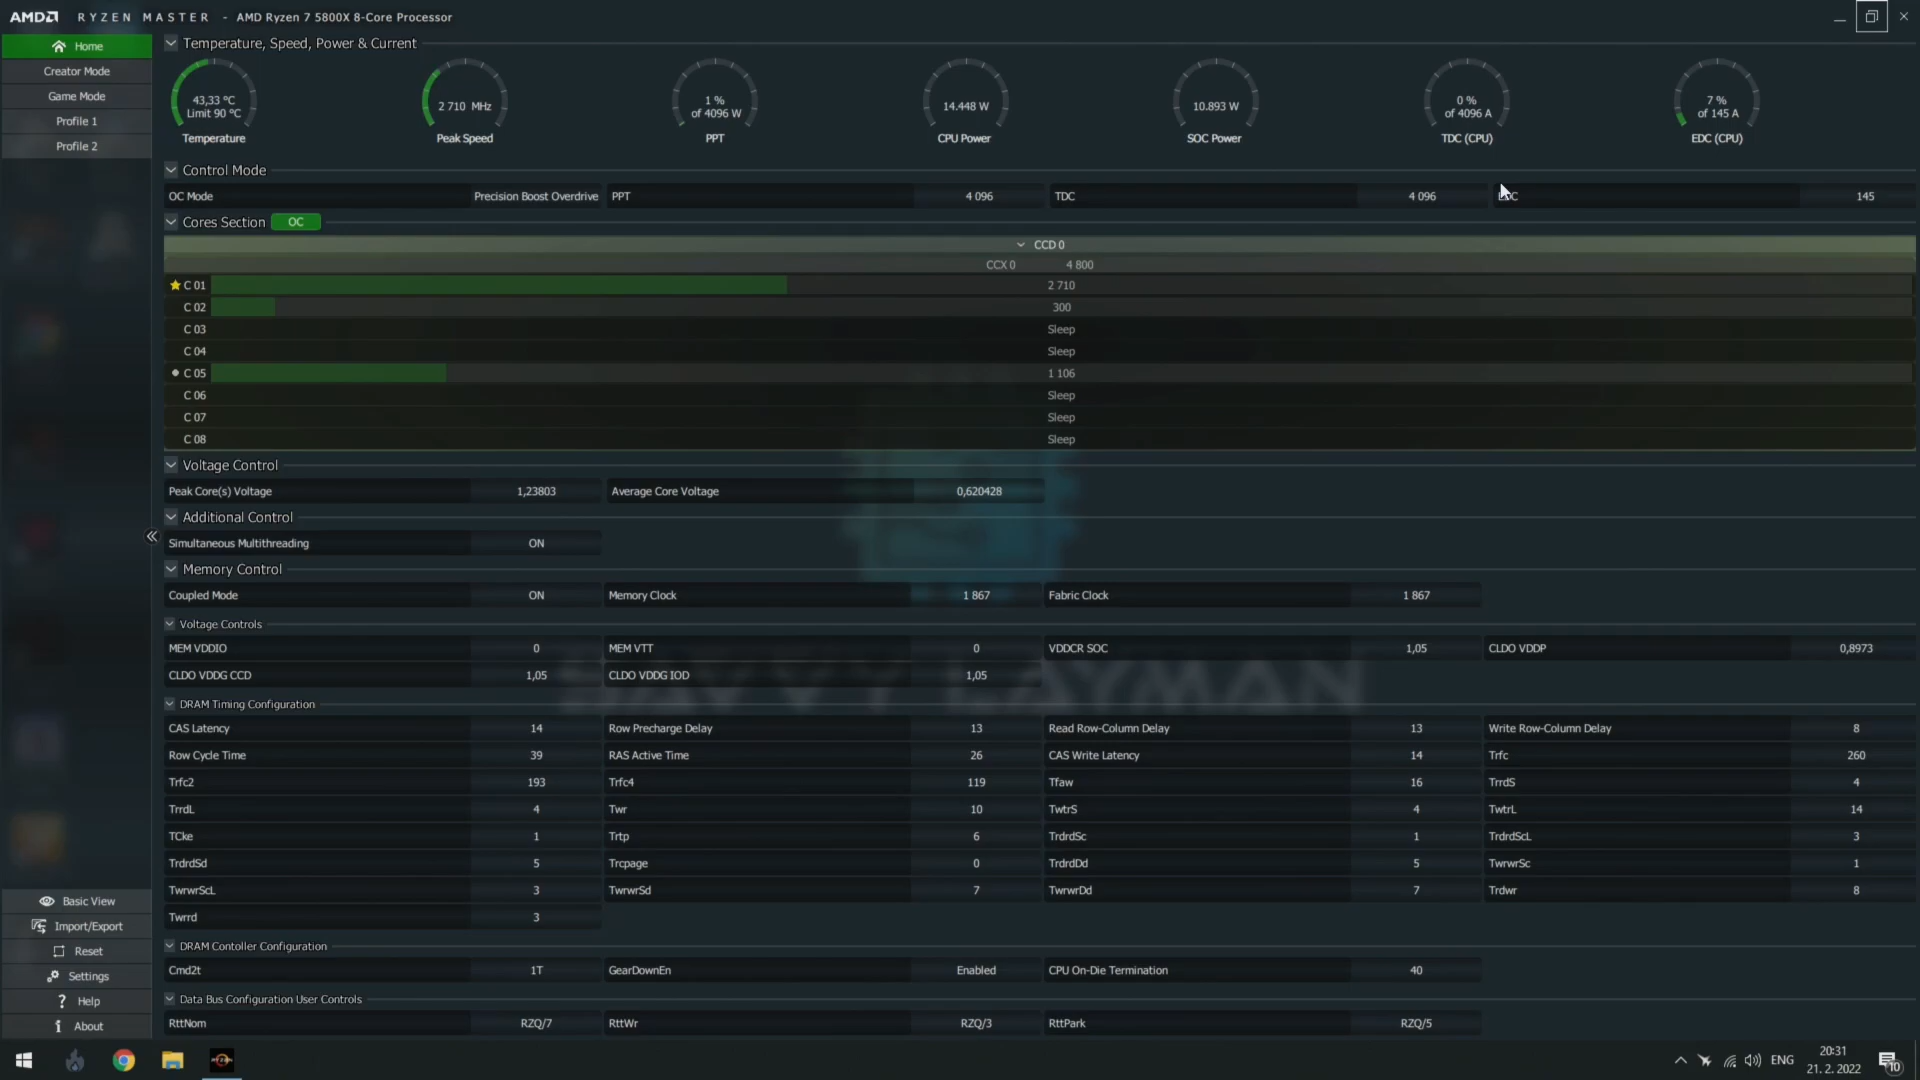 AMD RYZEN MASTER - AMD Ryzen 7 5800X 8-Core Processor
Home
Creator Mode
Game Mode
Profile 1
Profile 2
Temperature, Speed, Power & Current
43,33 °C
Limit 90 °C
Temperature
2 710 MHz
Peak Speed
1 %
of 4096 W
PPT
14.448 W
CPU Power
10.893 W
SOC Power
0 %
of 4096 A
TDC (CPU)
7 %
of 145 A
EDC (CPU)
Control Mode
OC Mode Precision Boost Overdrive PPT 4 096 TDC 4 096 EDC 145
Cores Section OC
CCD 0
CCX 0 4 800
C 01 2 710
C 02 300
C 03 Sleep
C 04 Sleep
C 05 1 106
C 06 Sleep
C 07 Sleep
C 08 Sleep
Voltage Control
Peak Core(s) Voltage 1,23803 Average Core Voltage 0,620428
Additional Control
Simultaneous Multithreading ON
Memory Control
Coupled Mode ON Memory Clock 1 867 Fabric Clock 1 867
Voltage Controls
MEM VDDIO 0 MEM VTT 0 VDDCR SOC 1,05 CLDO VDDP 0,8973
CLDO VDDG CCD 1,05 CLDO VDDG IOD 1,05
SAVVY LAYMAN
DRAM Timing Configuration
CAS Latency 14 Row Precharge Delay 13 Read Row-Column Delay 13 Write Row-Column Delay 8
Row Cycle Time 39 RAS Active Time 26 CAS Write Latency 14 Trfc 260
Trfc2 193 Trfc4 119 Tfaw 16 TrrdS 4
TrrdL 4 Twr 10 TwtrS 4 TwtrL 14
TCke 1 Trtp 6 TrdrdSc 1 TrdrdScL 3
TrdrdSd 5 Trcpage 0 TrdrdDd 5 TwrwrSc 1
TwrwrScL 3 TwrwrSd 7 TwrwrDd 7 Trdwr 8
Twrrd 3
DRAM Contoller Configuration
Cmd2t 1T GearDownEn Enabled CPU On-Die Termination 40
Data Bus Configuration User Controls
RttNom RZQ/7 RttWr RZQ/3 RttPark RZQ/5
Basic View
Import/Export
Reset
Settings
Help
About
RYZEN
ENG
20:31
21. 2. 2022
10